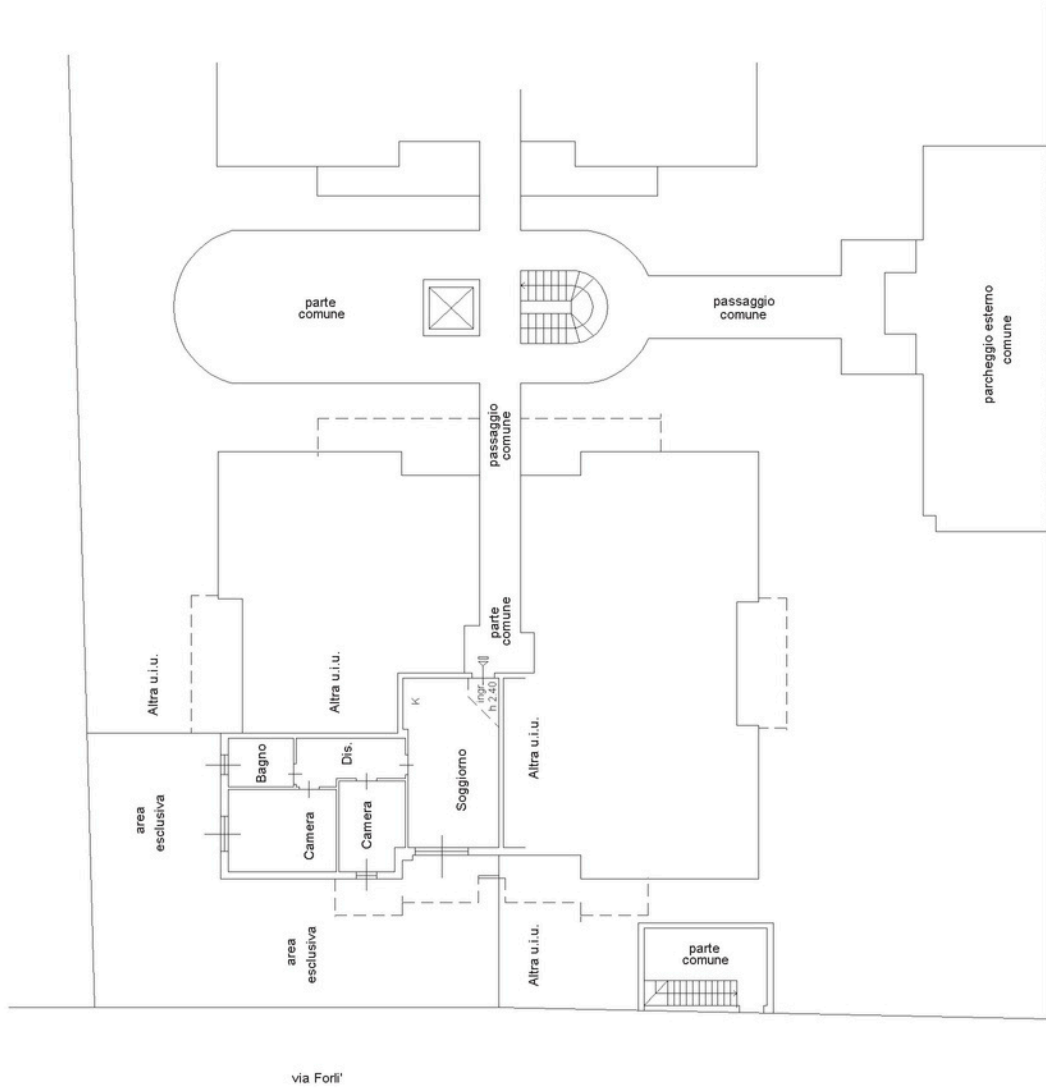 parte
comune
passaggio
comune
parcheggio esterno
comune
passaggio
comune
parte
comune
Altra u.i.u.
Altra u.i.u.
K
ingr.
h 2.40
Altra u.i.u.
Bagno
Dis.
Soggiorno
area
esclusiva
Camera
Camera
area
esclusiva
Altra u.i.u.
parte
comune
via Forli'